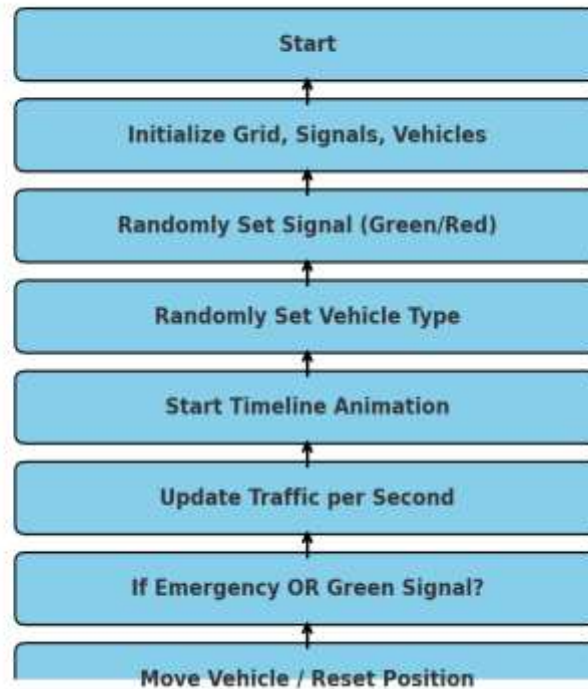 Start
Initialize Grid, Signals, Vehicles
Randomly Set Signal (Green/Red)
Randomly Set Vehicle Type
Start Timeline Animation
Update Traffic per Second
If Emergency OR Green Signal?
Move Vehicle / Reset Position